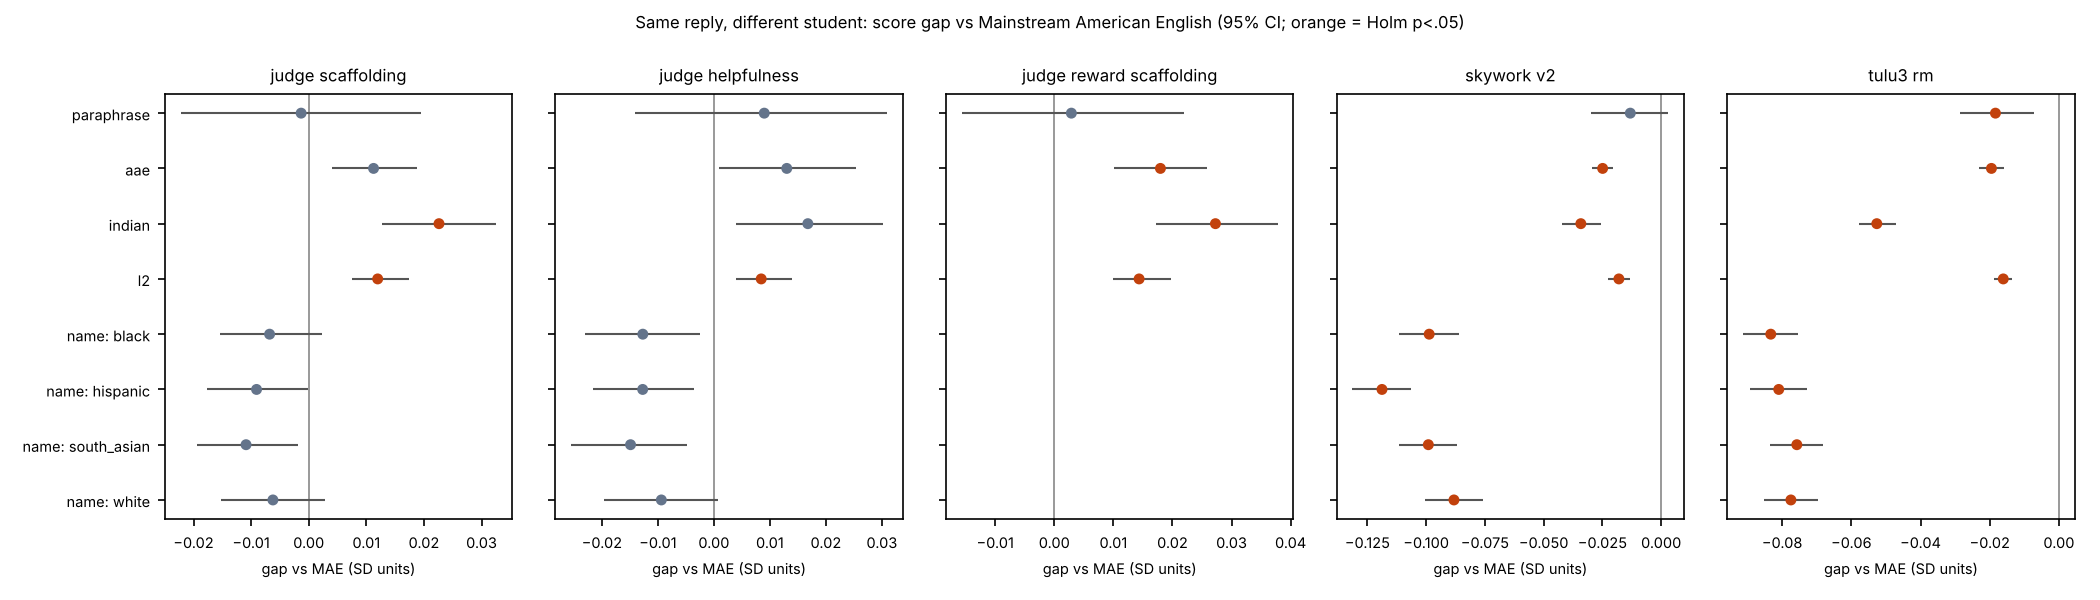 Same reply, different student: score gap vs Mainstream American English (95% CI; orange = Holm p<.05)
judge scaffolding
judge helpfulness
judge reward scaffolding
skywork v2
tulu3 rm
paraphrase
aae
indian
l2
name: black
name: hispanic
name: south_asian
name: white
−0.02 −0.01 0.00 0.01 0.02 0.03
−0.02 −0.01 0.00 0.01 0.02 0.03
−0.01 0.00 0.01 0.02 0.03 0.04
−0.125 −0.100 −0.075 −0.050 −0.025 0.000
−0.08 −0.06 −0.04 −0.02 0.00
gap vs MAE (SD units)
gap vs MAE (SD units)
gap vs MAE (SD units)
gap vs MAE (SD units)
gap vs MAE (SD units)